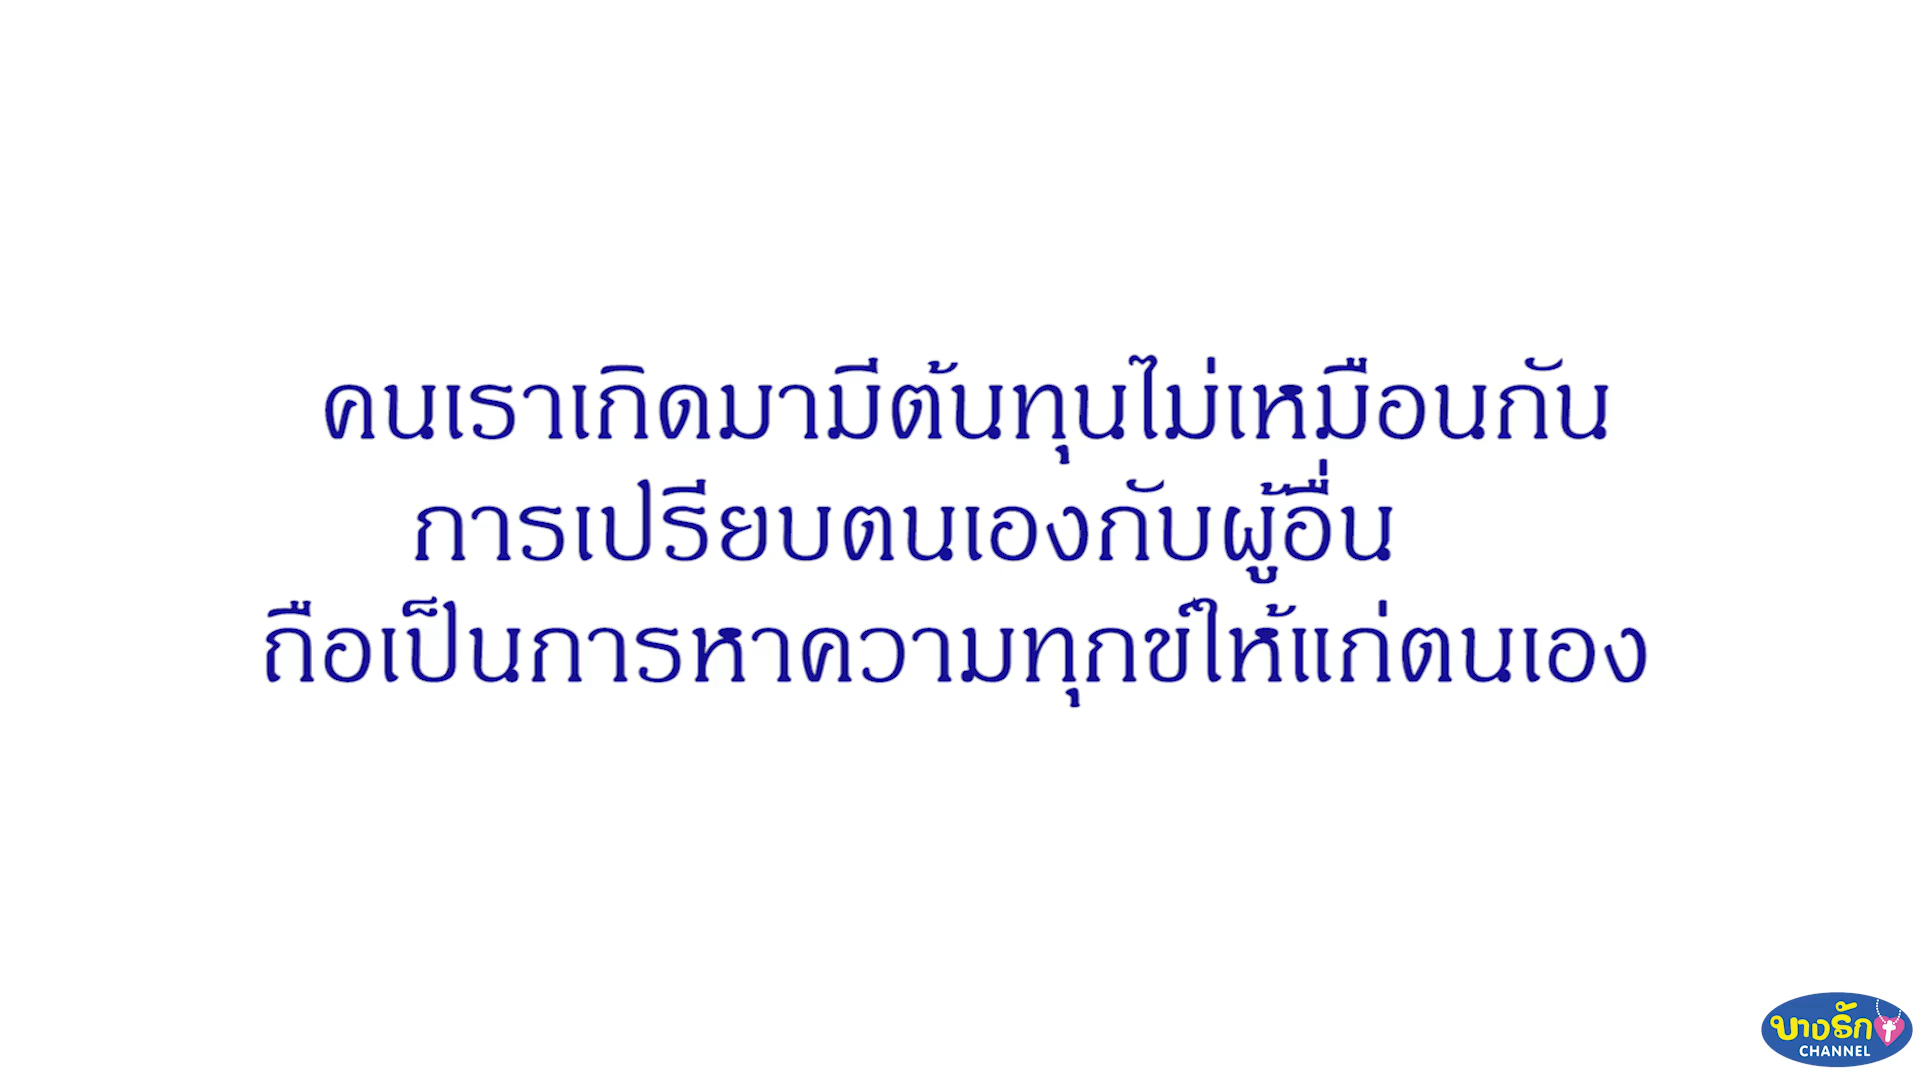 คนเราเกิดมามีต้นทุนไม่เหมือนกัน
การเปรียบตนเองกับผู้อื่น
ถือเป็นการหาความทุกข์ให้แก่ตนเอง
บางรัก
CHANNEL